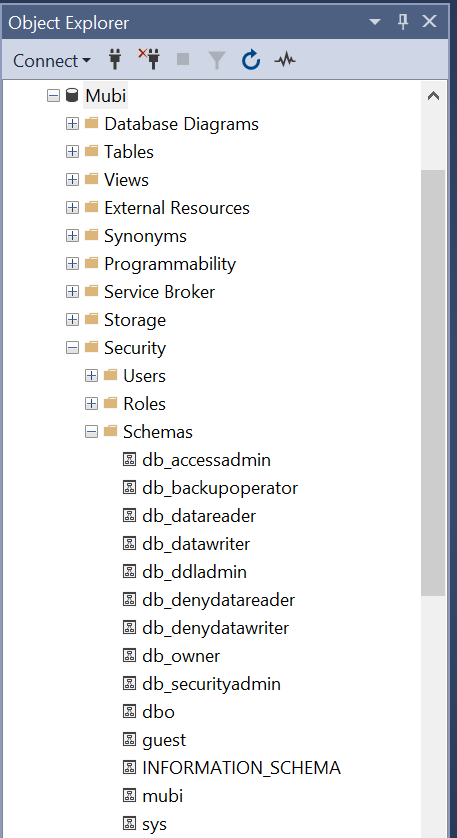 Object Explorer
Connect
Mubi
Database Diagrams
Tables
Views
External Resources
Synonyms
Programmability
Service Broker
Storage
Security
Users
Roles
Schemas
db_accessadmin
db_backupoperator
db_datareader
db_datawriter
db_ddladmin
db_denydatareader
db_denydatawriter
db_owner
db_securityadmin
dbo
guest
INFORMATION_SCHEMA
mubi
sys